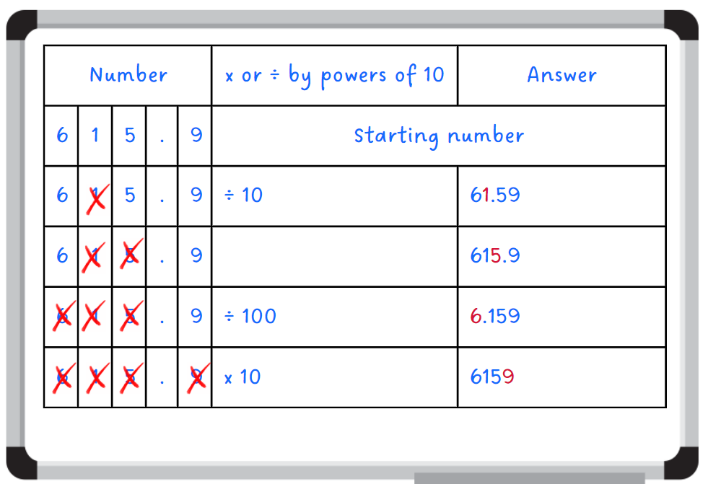 Number x or ÷ by powers of 10 Answer
6 1 5 . 9 Starting number
6 1 5 . 9 ÷ 10 61.59
6 1 5 . 9 615.9
6 1 5 . 9 ÷ 100 6.159
6 1 5 . 9 x 10 6159